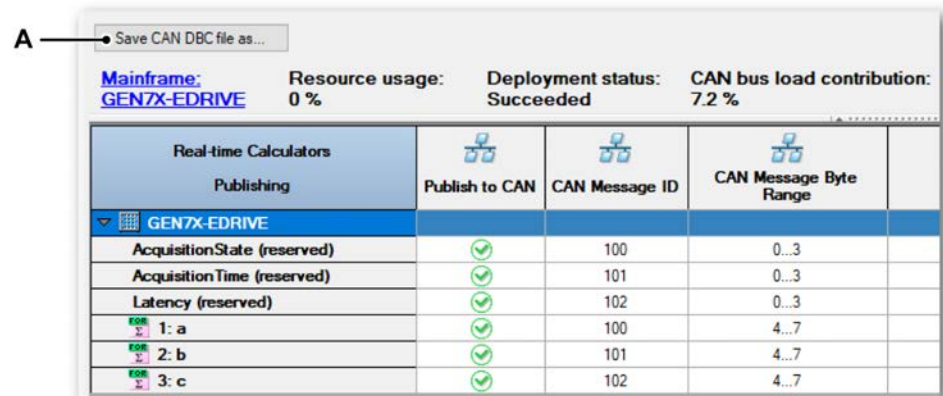 A
Save CAN DBC file as...
Mainframe: Resource usage: Deployment status: CAN bus load contribution:
GEN7X-EDRIVE 0 % Succeeded 7.2 %
Real-time Calculators
Publishing
Publish to CAN
CAN Message ID
CAN Message Byte
Range
GEN7X-EDRIVE
AcquisitionState (reserved) 100 0...3
AcquisitionTime (reserved) 101 0...3
Latency (reserved) 102 0...3
FOR Σ 1: a 100 4...7
FOR Σ 2: b 101 4...7
FOR Σ 3: c 102 4...7